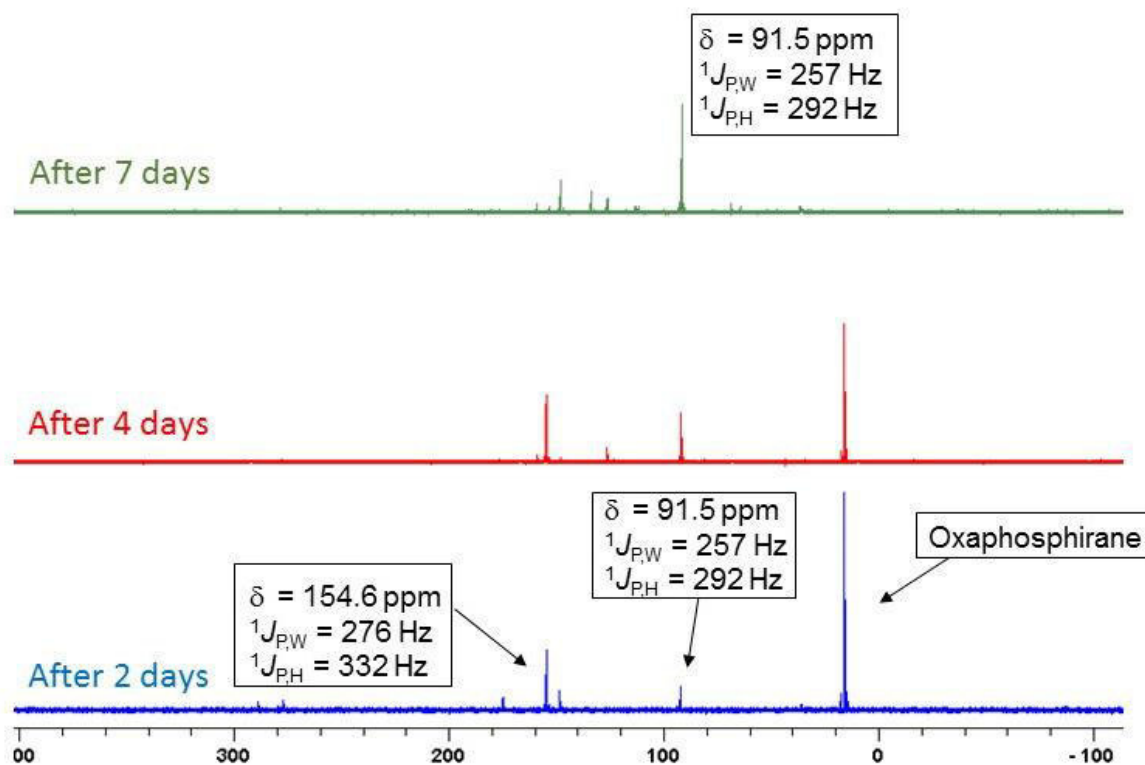 δ = 91.5 ppm
¹J_P,W = 257 Hz
¹J_P,H = 292 Hz
After 7 days
After 4 days
δ = 91.5 ppm
¹J_P,W = 257 Hz
¹J_P,H = 292 Hz
Oxaphosphirane
δ = 154.6 ppm
¹J_P,W = 276 Hz
¹J_P,H = 332 Hz
After 2 days
00 300 200 100 0 -100